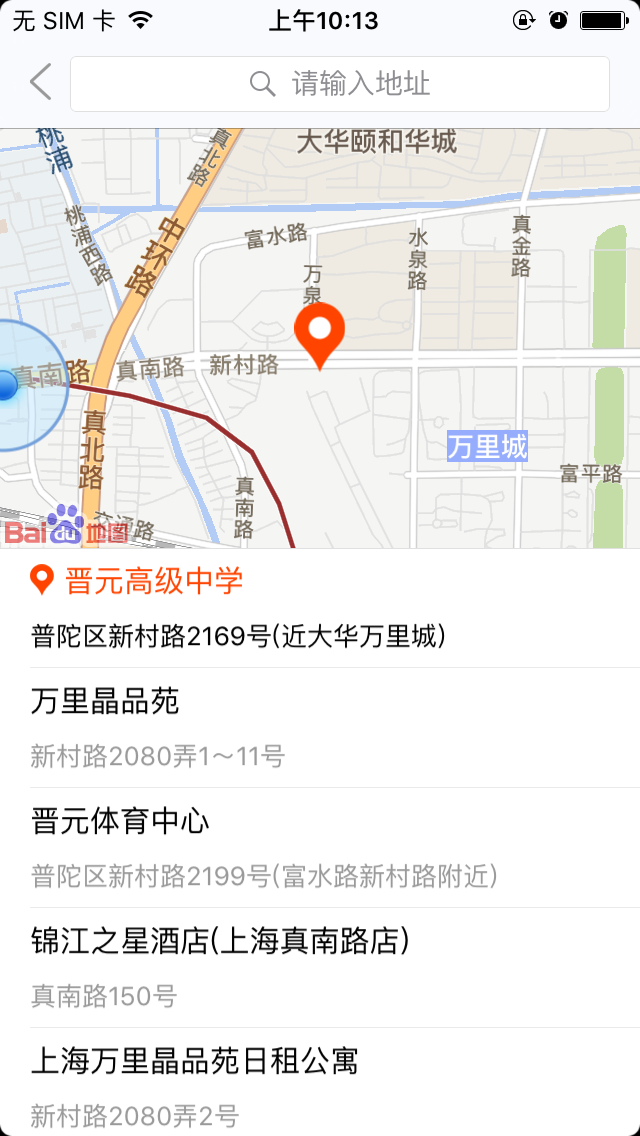 无 SIM 卡
上午10:13
请输入地址
桃浦
真北路
大华颐和华城
桃浦西路
中环路
富水路
水泉路
真金路
万泉
真南路
真南路
新村路
真北路
万里城
富平路
真南路
交通路
Bai du 地图
晋元高级中学
普陀区新村路2169号(近大华万里城)
万里晶品苑
新村路2080弄1～11号
晋元体育中心
普陀区新村路2199号(富水路新村路附近)
锦江之星酒店(上海真南路店)
真南路150号
上海万里晶品苑日租公寓
新村路2080弄2号